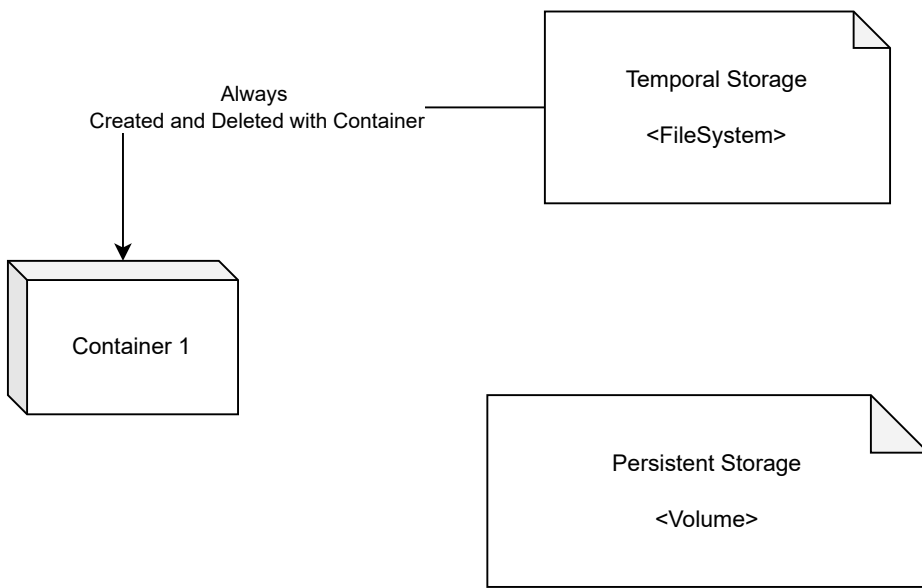 Temporal Storage
<FileSystem>
Always
Created and Deleted with Container
Container 1
Persistent Storage
<Volume>